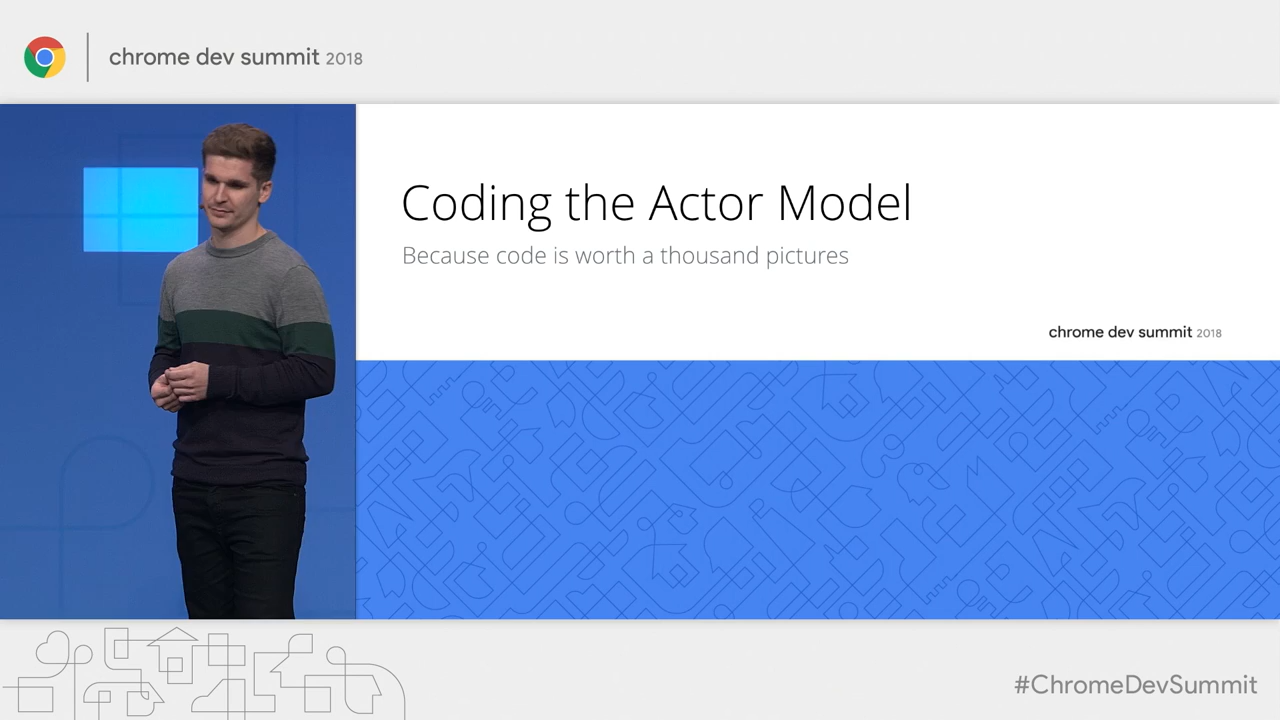 chrome dev summit 2018
Coding the Actor Model
Because code is worth a thousand pictures
chrome dev summit 2018
#ChromeDevSummit